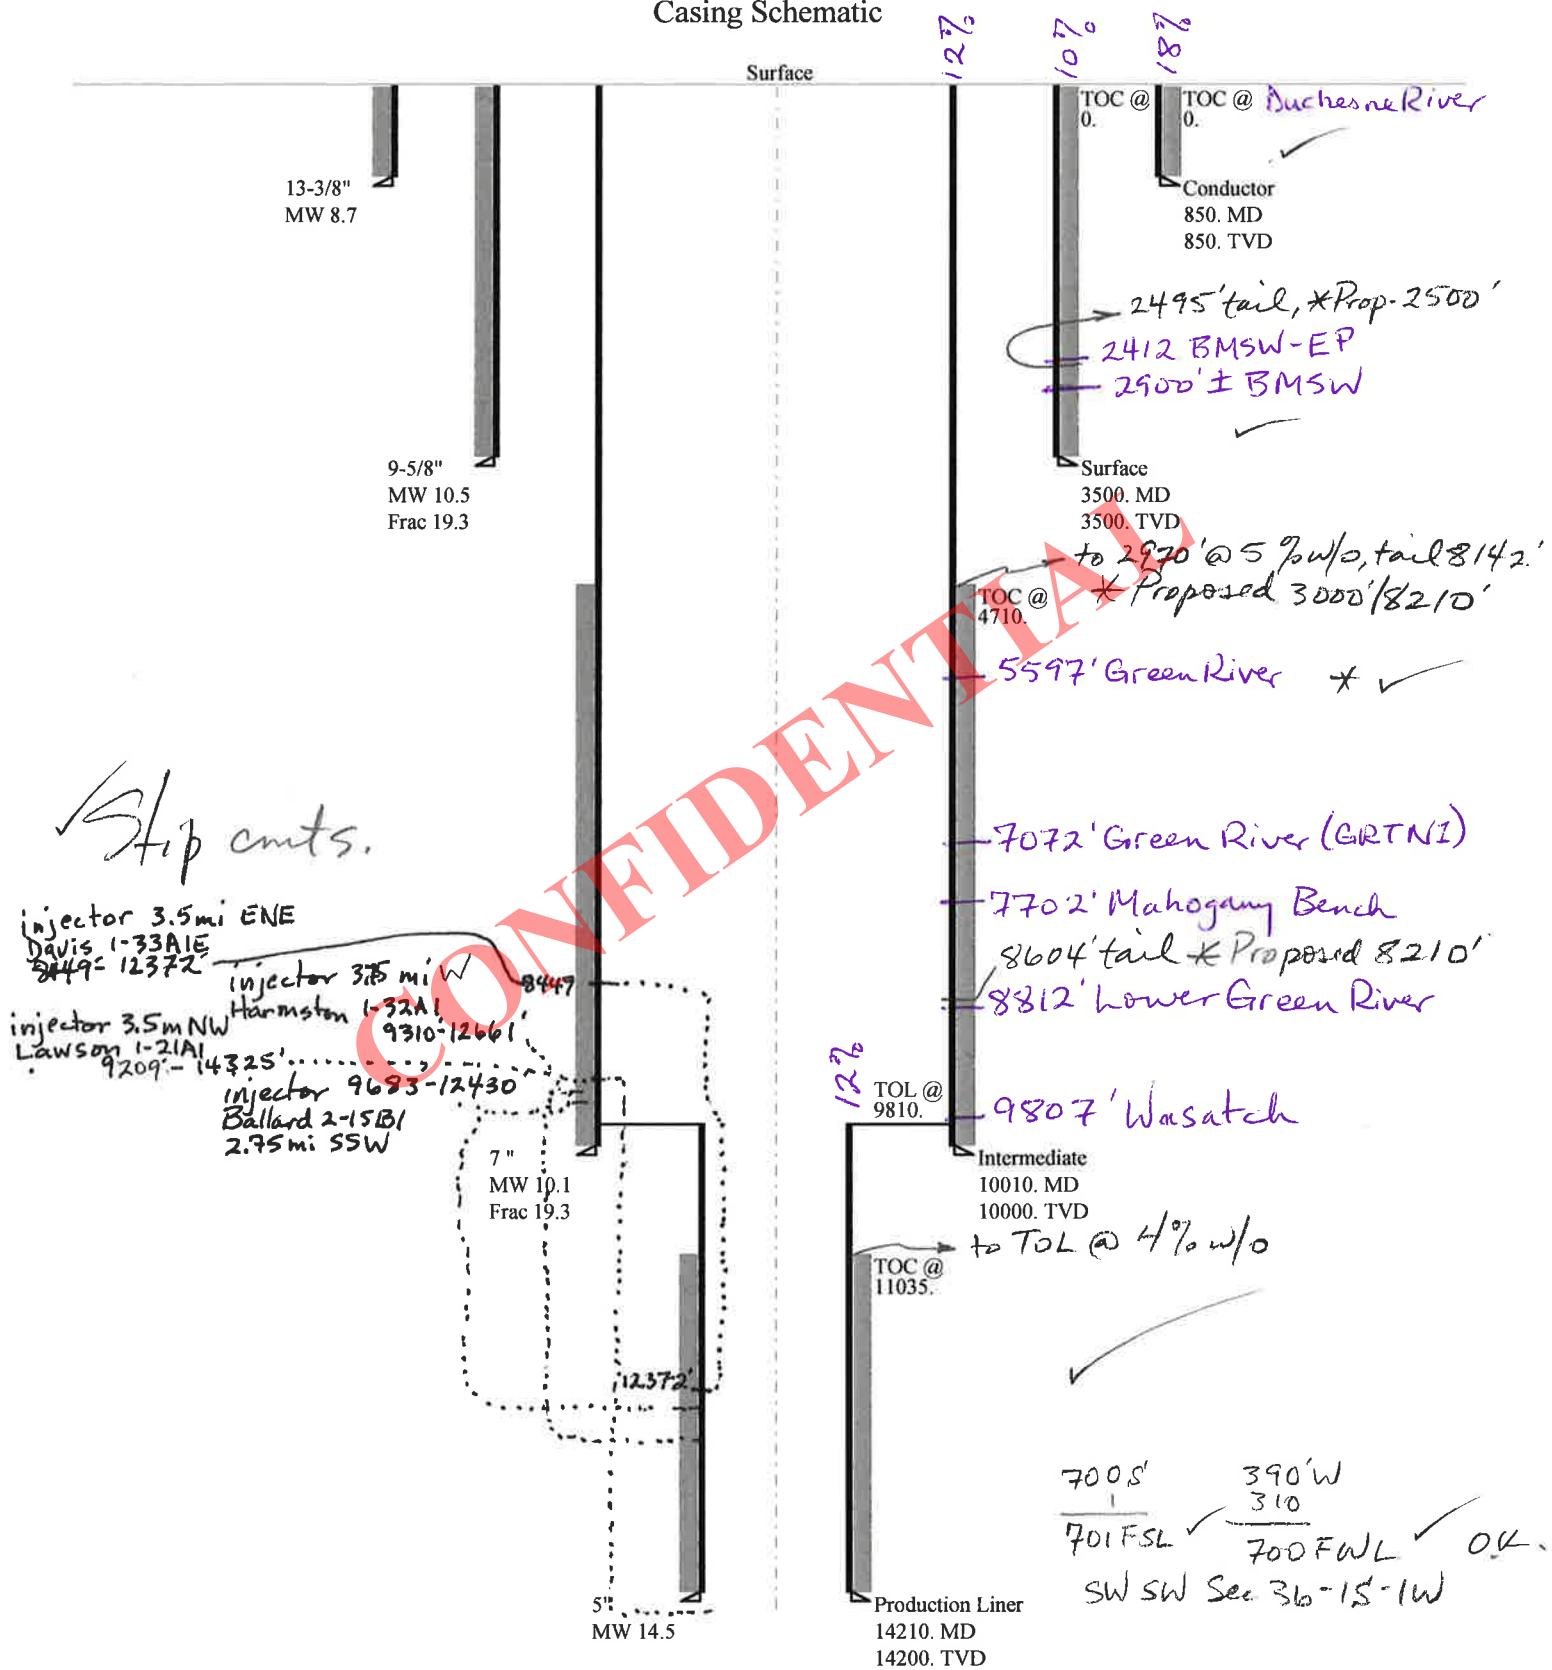 Casing Schematic
12%
10%
18%
Surface
TOC @
0.
TOC @
0.
Duchesne River
13-3/8"
MW 8.7
Conductor
850. MD
850. TVD
2495' tail, *Prop. 2500'
2412 BMSW-EP
2900' ± BMSW
9-5/8"
MW 10.5
Frac 19.3
Surface
3500. MD
3500. TVD
to 2970' @ 5% w/o, tail 8142'
* Proposed 3000'/8210'
TOC @
4710.
5597' Green River *
CONFIDENTIAL
7072' Green River (GRTN1)
✓Stip cmts.
7702' Mahogany Bench
8604' tail * Proposed 8210'
8812' Lower Green River
injector 3.5mi ENE
Davis 1-33A1E
8449'- 12372'
8449
injector 3.75 mi W
Harmston 1-32A1
9310-12661'
injector 3.5m NW
Lawson 1-21A1
9209'- 14325'
injector 9683-12430
Ballard 2-15B1
2.75mi SSW
12%
TOL @
9810.
9807' Wasatch
7 "
MW 10.1
Frac 19.3
Intermediate
10010. MD
10000. TVD
to TOL @ 4% w/o
TOC @
11035.
12372'
700 S'
1
701 FSL ✓
390' W
310
700 FWL ✓ O.K.
SW SW Sec 36-1S-1W
5"
MW 14.5
Production Liner
14210. MD
14200. TVD